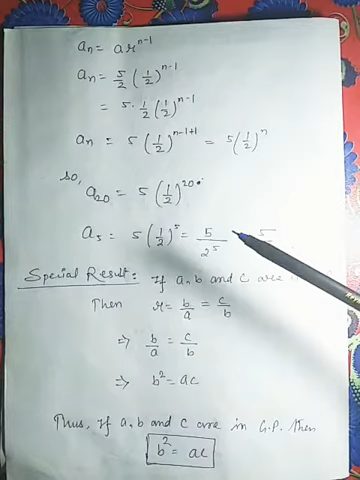 aₙ = arⁿ⁻¹
aₙ = 5/2 (1/2)ⁿ⁻¹
= 5 · 1/2 (1/2)ⁿ⁻¹
aₙ = 5 (1/2)ⁿ⁻¹⁺¹ = 5 (1/2)ⁿ
So,
a₂₀ = 5 (1/2)²⁰.
a₅ = 5 (1/2)⁵ = 5/2⁵ 5
Special Result: If a, b and c are
Then r = b/a = c/b
⇒ b/a = c/b
⇒ b² = ac
Thus, If a, b and c are in G.P. then
b² = ac